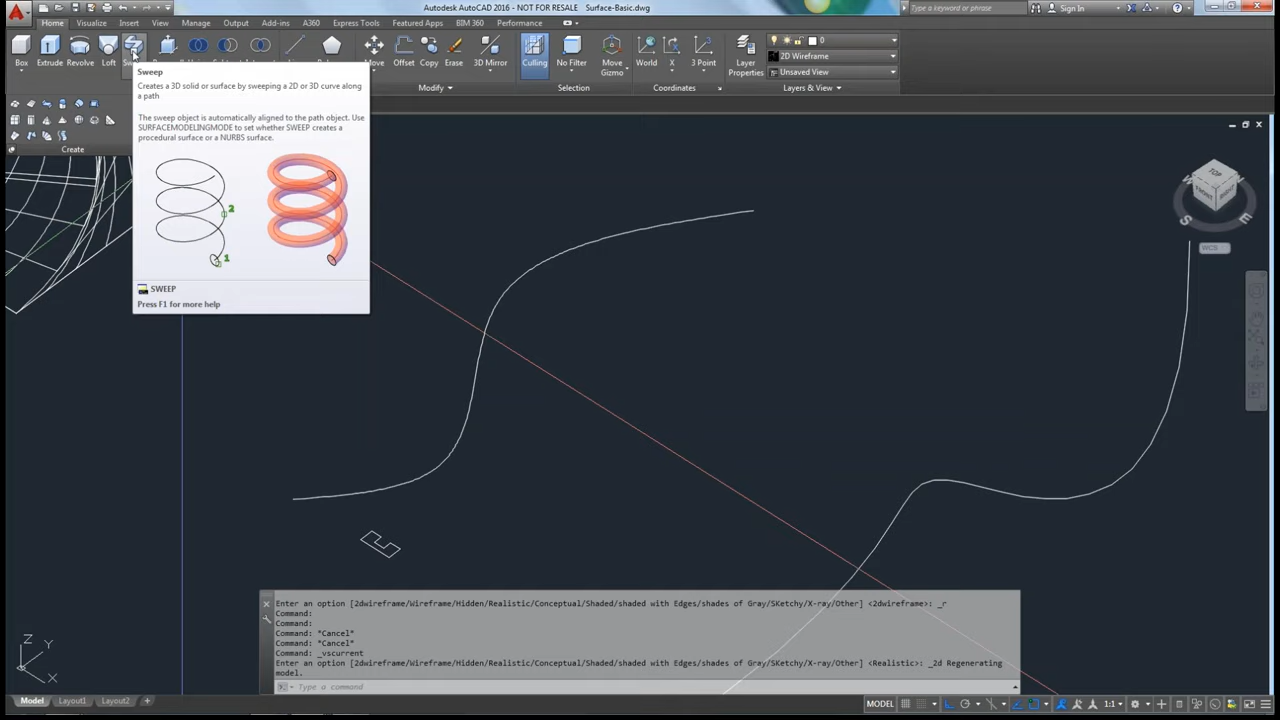 Autodesk AutoCAD 2016 - NOT FOR RESALE Surface-Basic.dwg
Type a keyword or phrase
Sign In
Home Visualize Insert View Manage Output Add-ins A360 Express Tools Featured Apps BIM 360 Performance
0
2D Wireframe
Unsaved View
Box Extrude Revolve Loft Move Offset Copy Erase 3D Mirror Culling No Filter Move Gizmo World X 3 Point Layer Properties
Modify Selection Coordinates Layers & View
Sweep
Creates a 3D solid or surface by sweeping a 2D or 3D curve along
a path
The sweep object is automatically aligned to the path object. Use
SURFACEMODELINGMODE to set whether SWEEP creates a
procedural surface or a NURBS surface.
2
1
SWEEP
Press F1 for more help
Create
TOP
FRONT RIGHT
W S E
WCS
Enter an option [2dwireframe/Wireframe/Hidden/Realistic/Conceptual/Shaded/shaded with Edges/shades of Gray/SKetchy/X-ray/Other] <2dwireframe>: _r
Command:
Command:
Command: *Cancel*
Command: *Cancel*
Command: _vscurrent
Enter an option [2dwireframe/Wireframe/Hidden/Realistic/Conceptual/Shaded/shaded with Edges/shades of Gray/SKetchy/X-ray/Other] <Realistic>: _2d Regenerating
model.
Type a command
Z Y X
Model Layout1 Layout2 +
MODEL 1:1